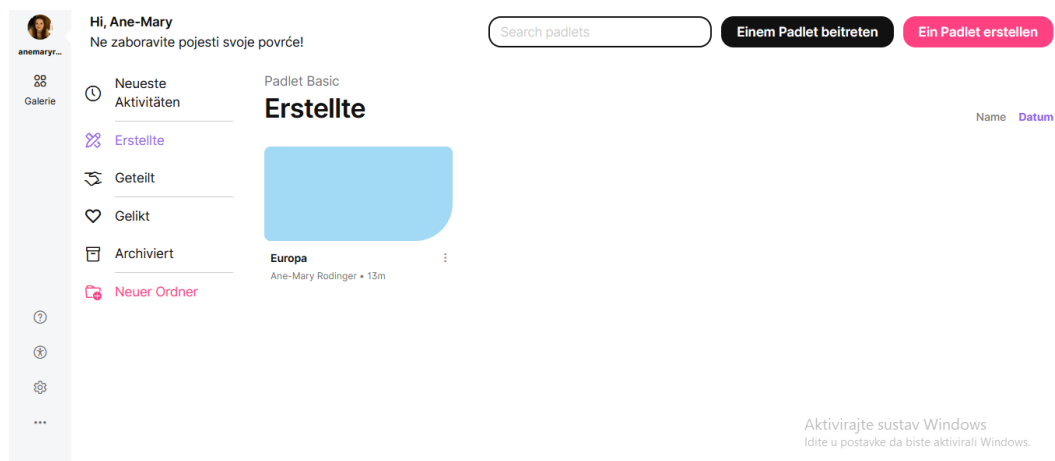 anemaryr...
Galerie
Hi, Ane-Mary
Ne zaboravite pojesti svoje povrće!
Search padlets
Einem Padlet beitreten
Ein Padlet erstellen
Neueste
Aktivitäten
Erstellte
Geteilt
Gelikt
Archiviert
Neuer Ordner
Padlet Basic
Erstellte
Name Datum
Europa
Ane-Mary Rodinger • 13m
Aktivirajte sustav Windows
Idite u postavke da biste aktivirali Windows.